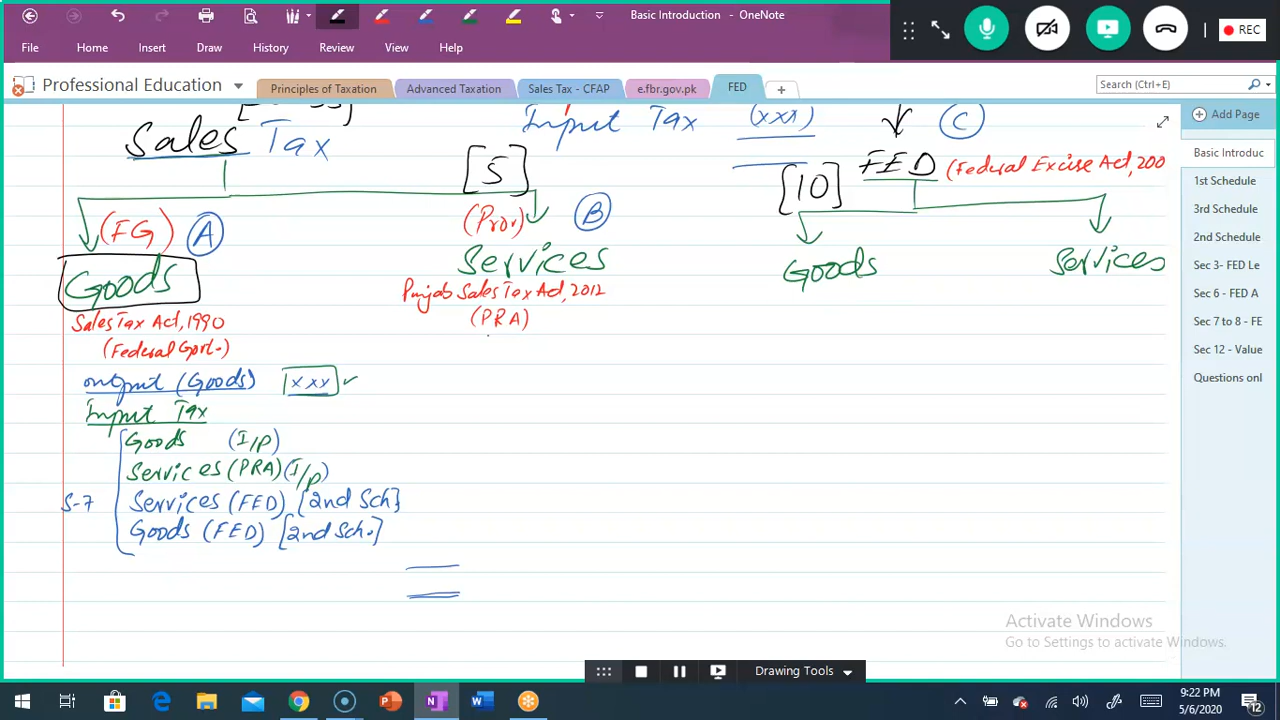 Basic Introduction - OneNote
REC
File Home Insert Draw History Review View Help
Professional Education
Principles of Taxation Advanced Taxation Sales Tax - CFAP e.fbr.gov.pk FED
Search (Ctrl+E)
Add Page
Basic Introduc
1st Schedule
3rd Schedule
2nd Schedule
Sec 3- FED Le
Sec 6 - FED A
Sec 7 to 8 - FE
Sec 12 - Value
Questions onl
Sales Tax
Input Tax (xxx)
C
[5]
[10]
FED (Federal Excise Act, 200
(FG) A
(Prov) B
Goods
Services
Goods
Services
Sales Tax Act, 1990
(Federal Govt.)
Punjab Sales Tax Act, 2012
(PRA)
output (Goods) xxx ✓
Input Tax
Goods (I/p)
Services (PRA) (I/p)
S-7 Services (FED) [2nd Sch]
Goods (FED) [2nd Sch.]
Activate Windows
Go to Settings to activate Windows.
Drawing Tools
9:22 PM
5/6/2020
12